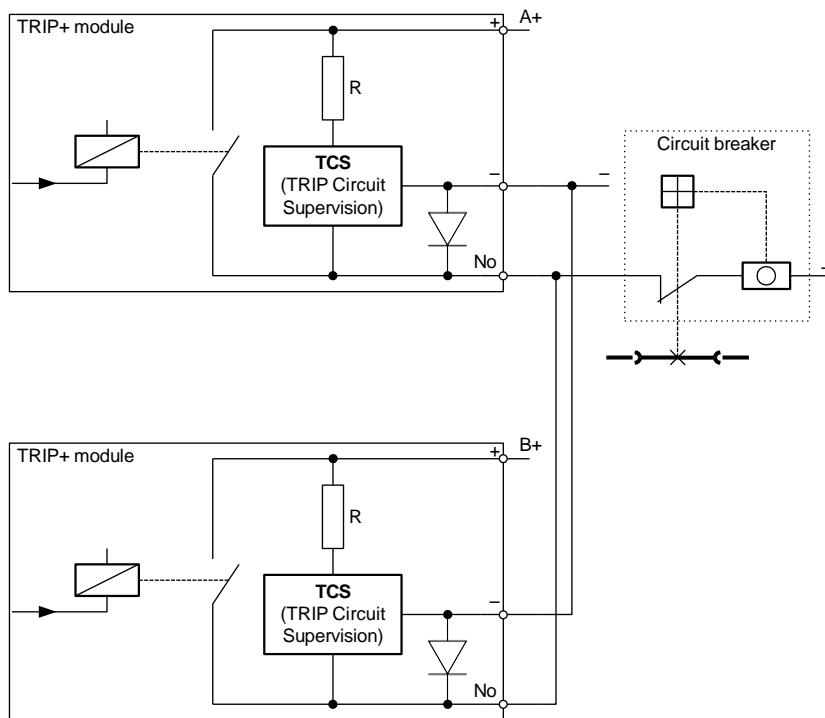 TRIP+ module
+
A+
R
TCS
(TRIP Circuit
Supervision)
–
–
No
Circuit breaker
–
TRIP+ module
+
B+
R
TCS
(TRIP Circuit
Supervision)
–
No